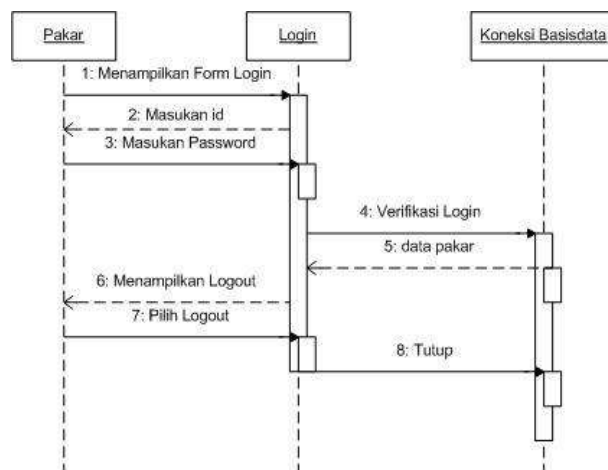 Pakar
Login
Koneksi Basisdata
1: Menampilkan Form Login
2: Masukan id
3: Masukan Password
4: Verifikasi Login
5: data pakar
6: Menampilkan Logout
7: Pilih Logout
8: Tutup